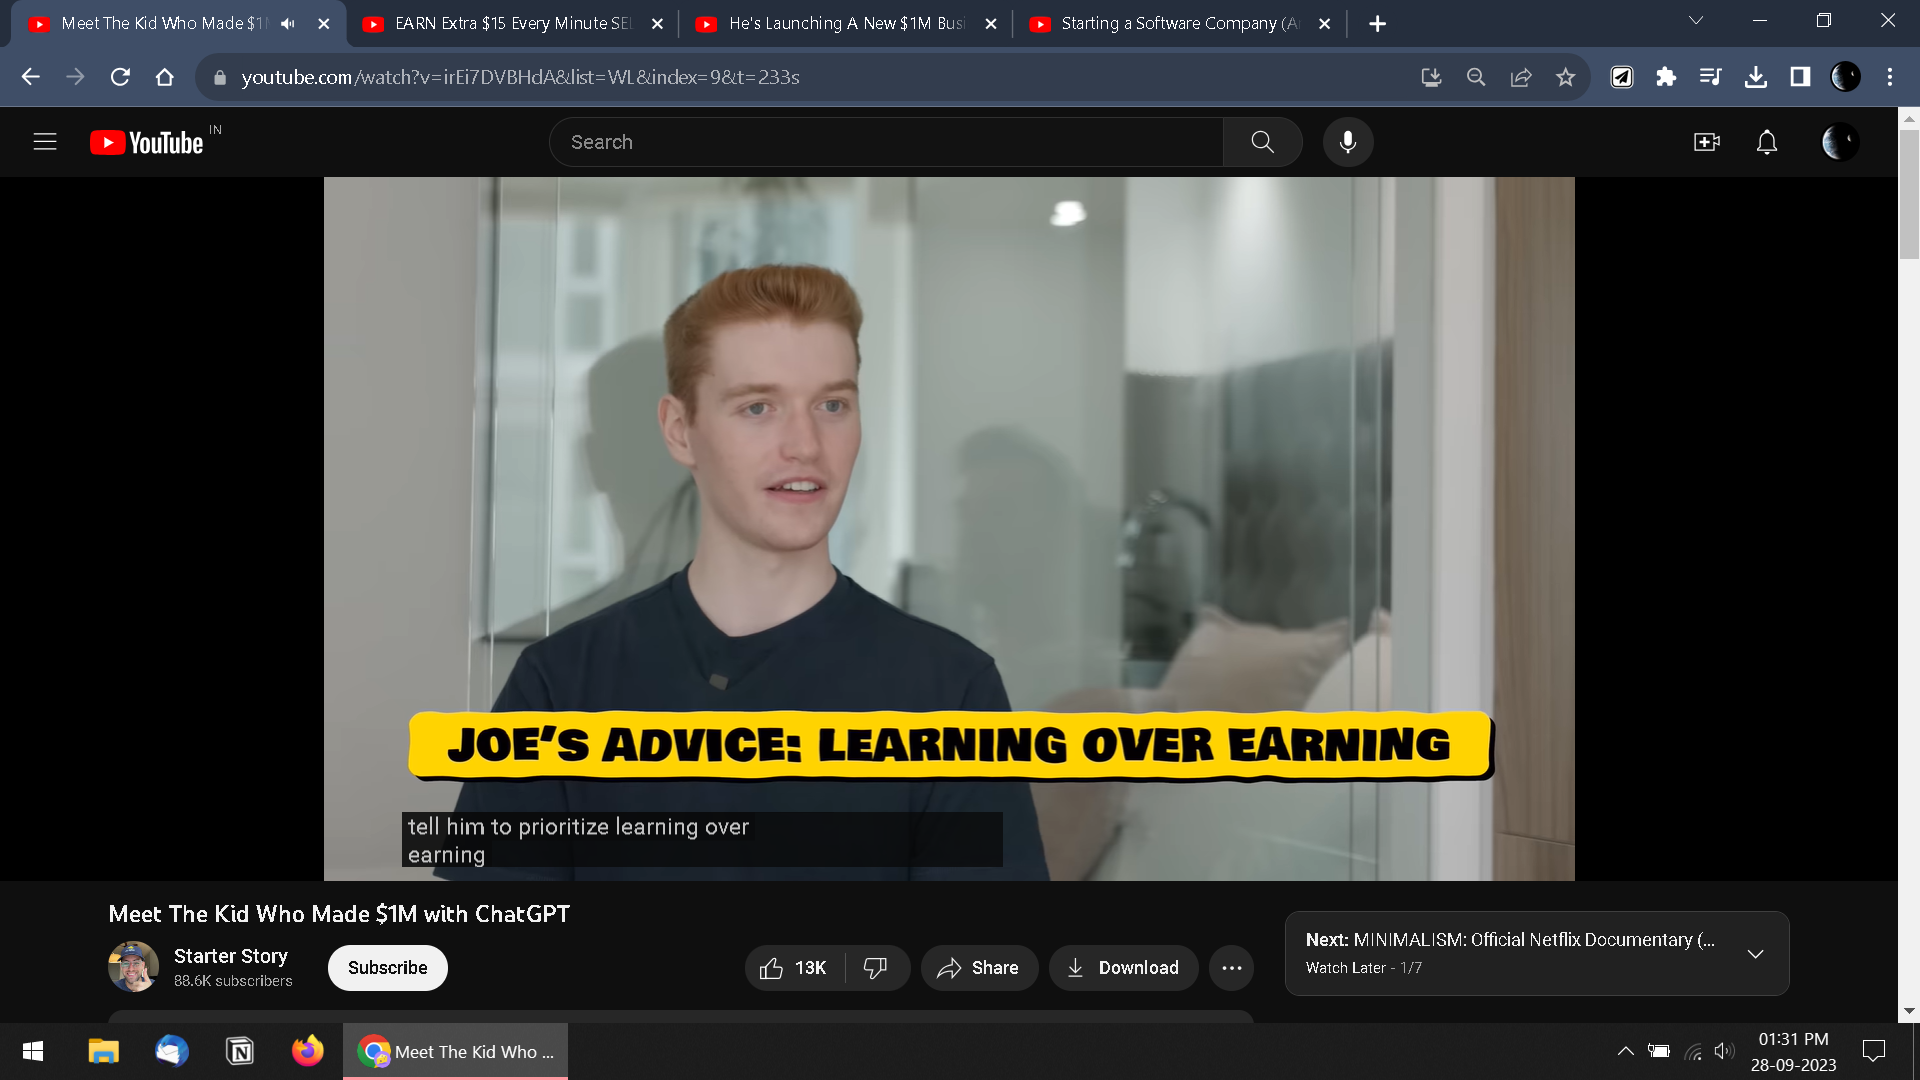 Meet The Kid Who Made $1M
EARN Extra $15 Every Minute SEL
He's Launching A New $1M Busi
Starting a Software Company (A
youtube.com/watch?v=irEi7DVBHdA&list=WL&index=9&t=233s
YouTube IN
Search
JOE'S ADVICE: LEARNING OVER EARNING
tell him to prioritize learning over
earning
Meet The Kid Who Made $1M with ChatGPT
Starter Story
88.6K subscribers
Subscribe
13K
Share
Download
Next: MINIMALISM: Official Netflix Documentary (...
Watch Later - 1/7
Meet The Kid Who ...
01:31 PM
28-09-2023